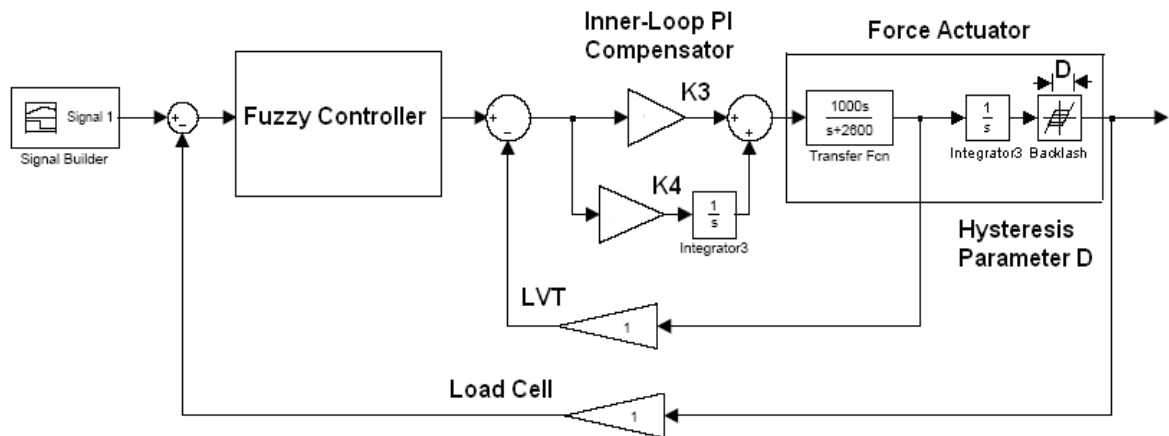 Inner-Loop PI
Compensator
Force Actuator
D
K3
Signal 1
Signal Builder
+
−
Fuzzy Controller
+
−
+
+
1000s
s+2600
Transfer Fcn
1
s
Integrator3
Backlash
K4
1
s
Integrator3
Hysteresis
Parameter D
LVT
1
Load Cell
1